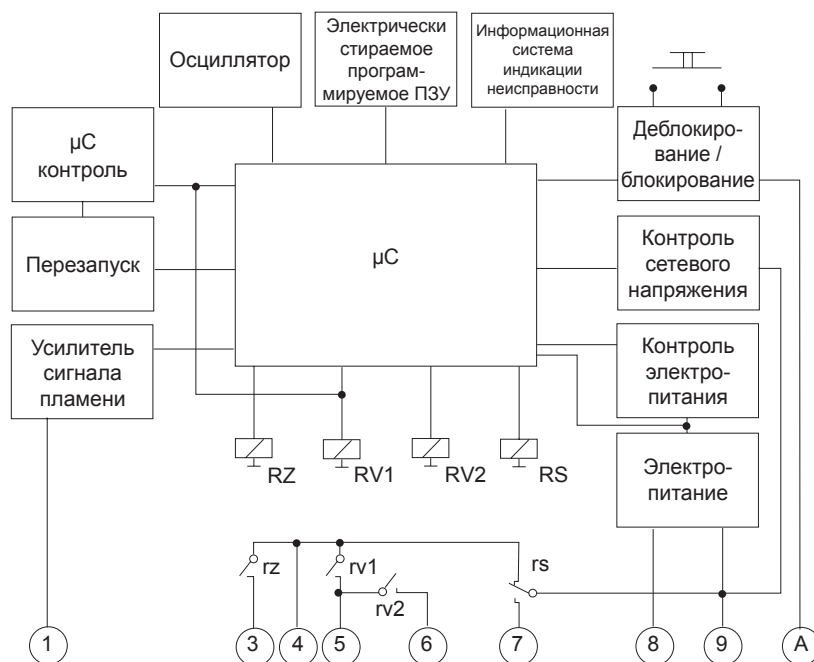 Осциллятор
Электрически
стираемое
програм-
мируемое ПЗУ
Информационная
система
индикации
неисправности
µC
контроль
Деблокиро-
вание /
блокирование
Перезапуск
µC
Контроль
сетевого
напряжения
Усилитель
сигнала
пламени
Контроль
электро-
питания
Электро-
питание
RZ
RV1
RV2
RS
rz
rv1
rv2
rs
1
3
4
5
6
7
8
9
A